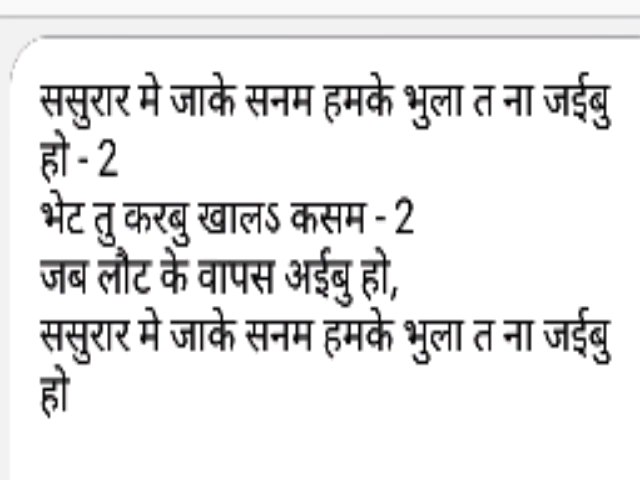 ससुरार मे जाके सनम हमके भुला त ना जईबु
हो - 2
भेट तु करबु खालऽ कसम - 2
जब लौट के वापस अईबु हो,
ससुरार मे जाके सनम हमके भुला त ना जईबु
हो